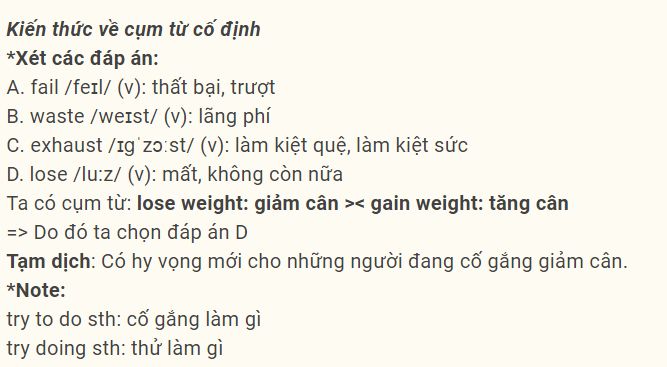 Kiến thức về cụm từ cố định
*Xét các đáp án:
A. fail /feɪl/ (v): thất bại, trượt
B. waste /weɪst/ (v): lãng phí
C. exhaust /ɪɡˈzɔːst/ (v): làm kiệt quệ, làm kiệt sức
D. lose /luːz/ (v): mất, không còn nữa
Ta có cụm từ: lose weight: giảm cân >< gain weight: tăng cân
=> Do đó ta chọn đáp án D
Tạm dịch: Có hy vọng mới cho những người đang cố gắng giảm cân.
*Note:
try to do sth: cố gắng làm gì
try doing sth: thử làm gì